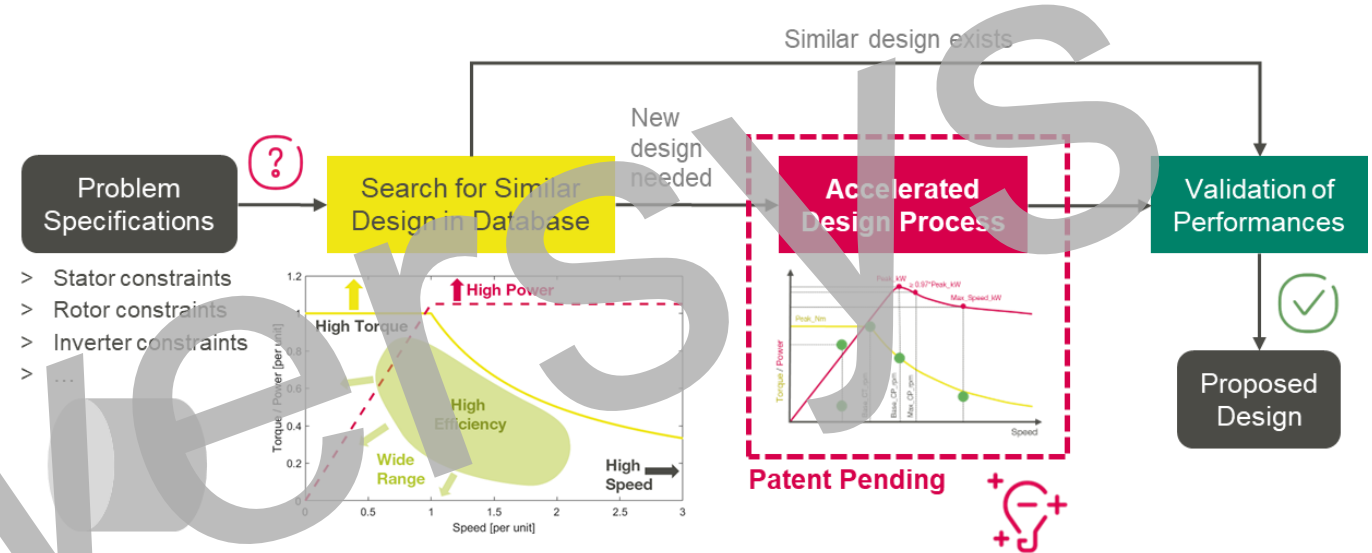 Similar design exists
New
design
needed
Problem
Specifications
?
Search for Similar
Design in Database
Accelerated
Design Process
Validation of
Performances
> Stator constraints
> Rotor constraints
> Inverter constraints
> ...
1.2
1
0.8
0.6
0.4
0.2
0
Torque / Power [per unit]
High Power
High Torque
High
Efficiency
Wide
Range
High
Speed
0
0.5
1
1.5
2
2.5
3
Speed [per unit]
Peak_kW
≥ 0.97*Peak_kW
Max_Speed_kW
Peak_Nm
Torque / Power
Base_CP_rpm
Max_CP_rpm
Speed
Patent Pending
Proposed
Design
wersys